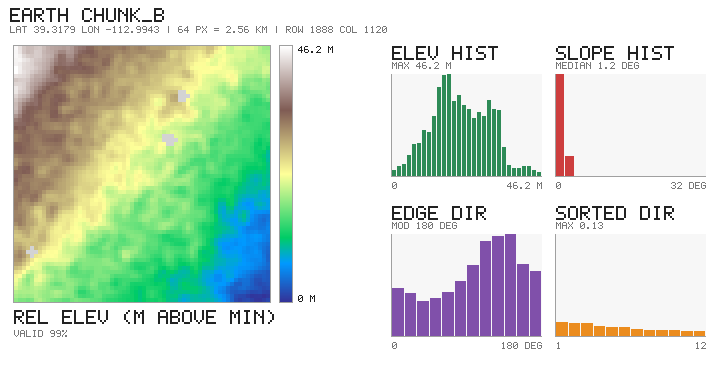 EARTH CHUNK_B
LAT 39.3179 LON -112.9943 | 64 PX = 2.56 KM | ROW 1888 COL 1120
46.2 M
0 M
REL ELEV (M ABOVE MIN)
VALID 99%
ELEV HIST
MAX 46.2 M
0 46.2 M
SLOPE HIST
MEDIAN 1.2 DEG
0 32 DEG
EDGE DIR
MOD 180 DEG
0 180 DEG
SORTED DIR
MAX 0.13
1 12